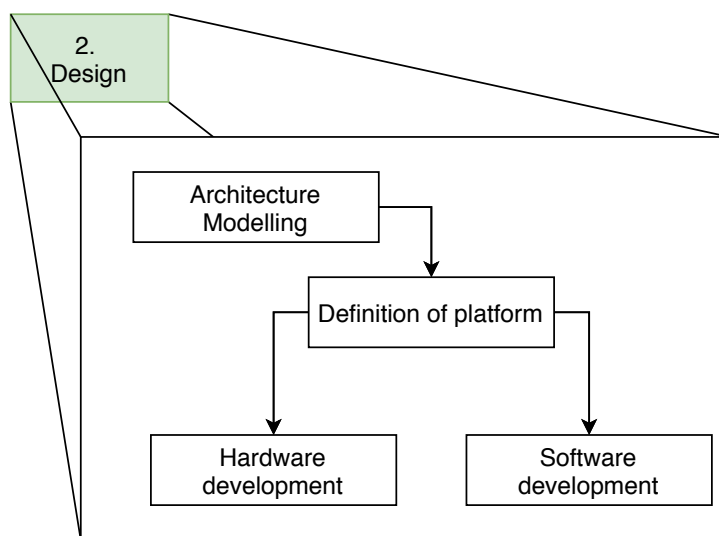 2.
Design
Architecture
Modelling
Definition of platform
Hardware
development
Software
development